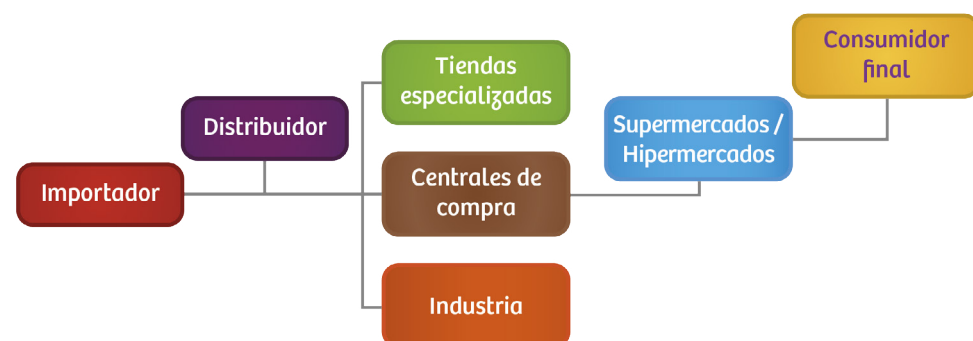 Importador
Distribuidor
Tiendas
especializadas
Centrales de
compra
Industria
Supermercados /
Hipermercados
Consumidor
final